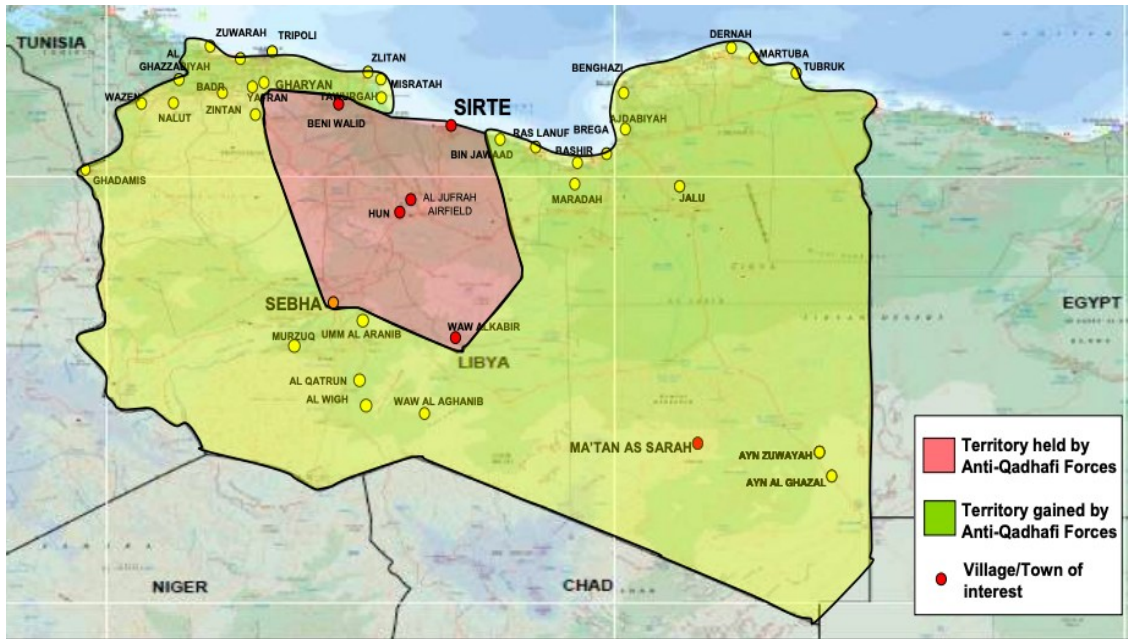 TUNISIA
ZUWARAH
TRIPOLI
AL
GHAZZABIYAH
BADR
GHARYAN
YAFRAN
ZLITAN
MISRATAH
TAWURGAH
WAZEN
NALUT
ZINTAN
BENI WALID
SIRTE
DERNAH
MARTUBA
TUBRUK
BENGHAZI
AJDABIYAH
RAS LANUF
BREGA
BIN JAWAAD
BASHIR
GHADAMIS
MARADAH
JALU
HUN
AL JUFRAH
AIRFIELD
SEBHA
UMM AL ARANIB
WAW ALKABIR
MURZUQ
LIBYA
EGYPT
AL QATRUN
AL WIGH
WAW AL AGHANIB
MA'TAN AS SARAH
AYN ZUWAYAH
AYN AL GHAZAL
NIGER
CHAD
Territory held by
Anti-Qadhafi Forces
Territory gained by
Anti-Qadhafi Forces
Village/Town of
interest